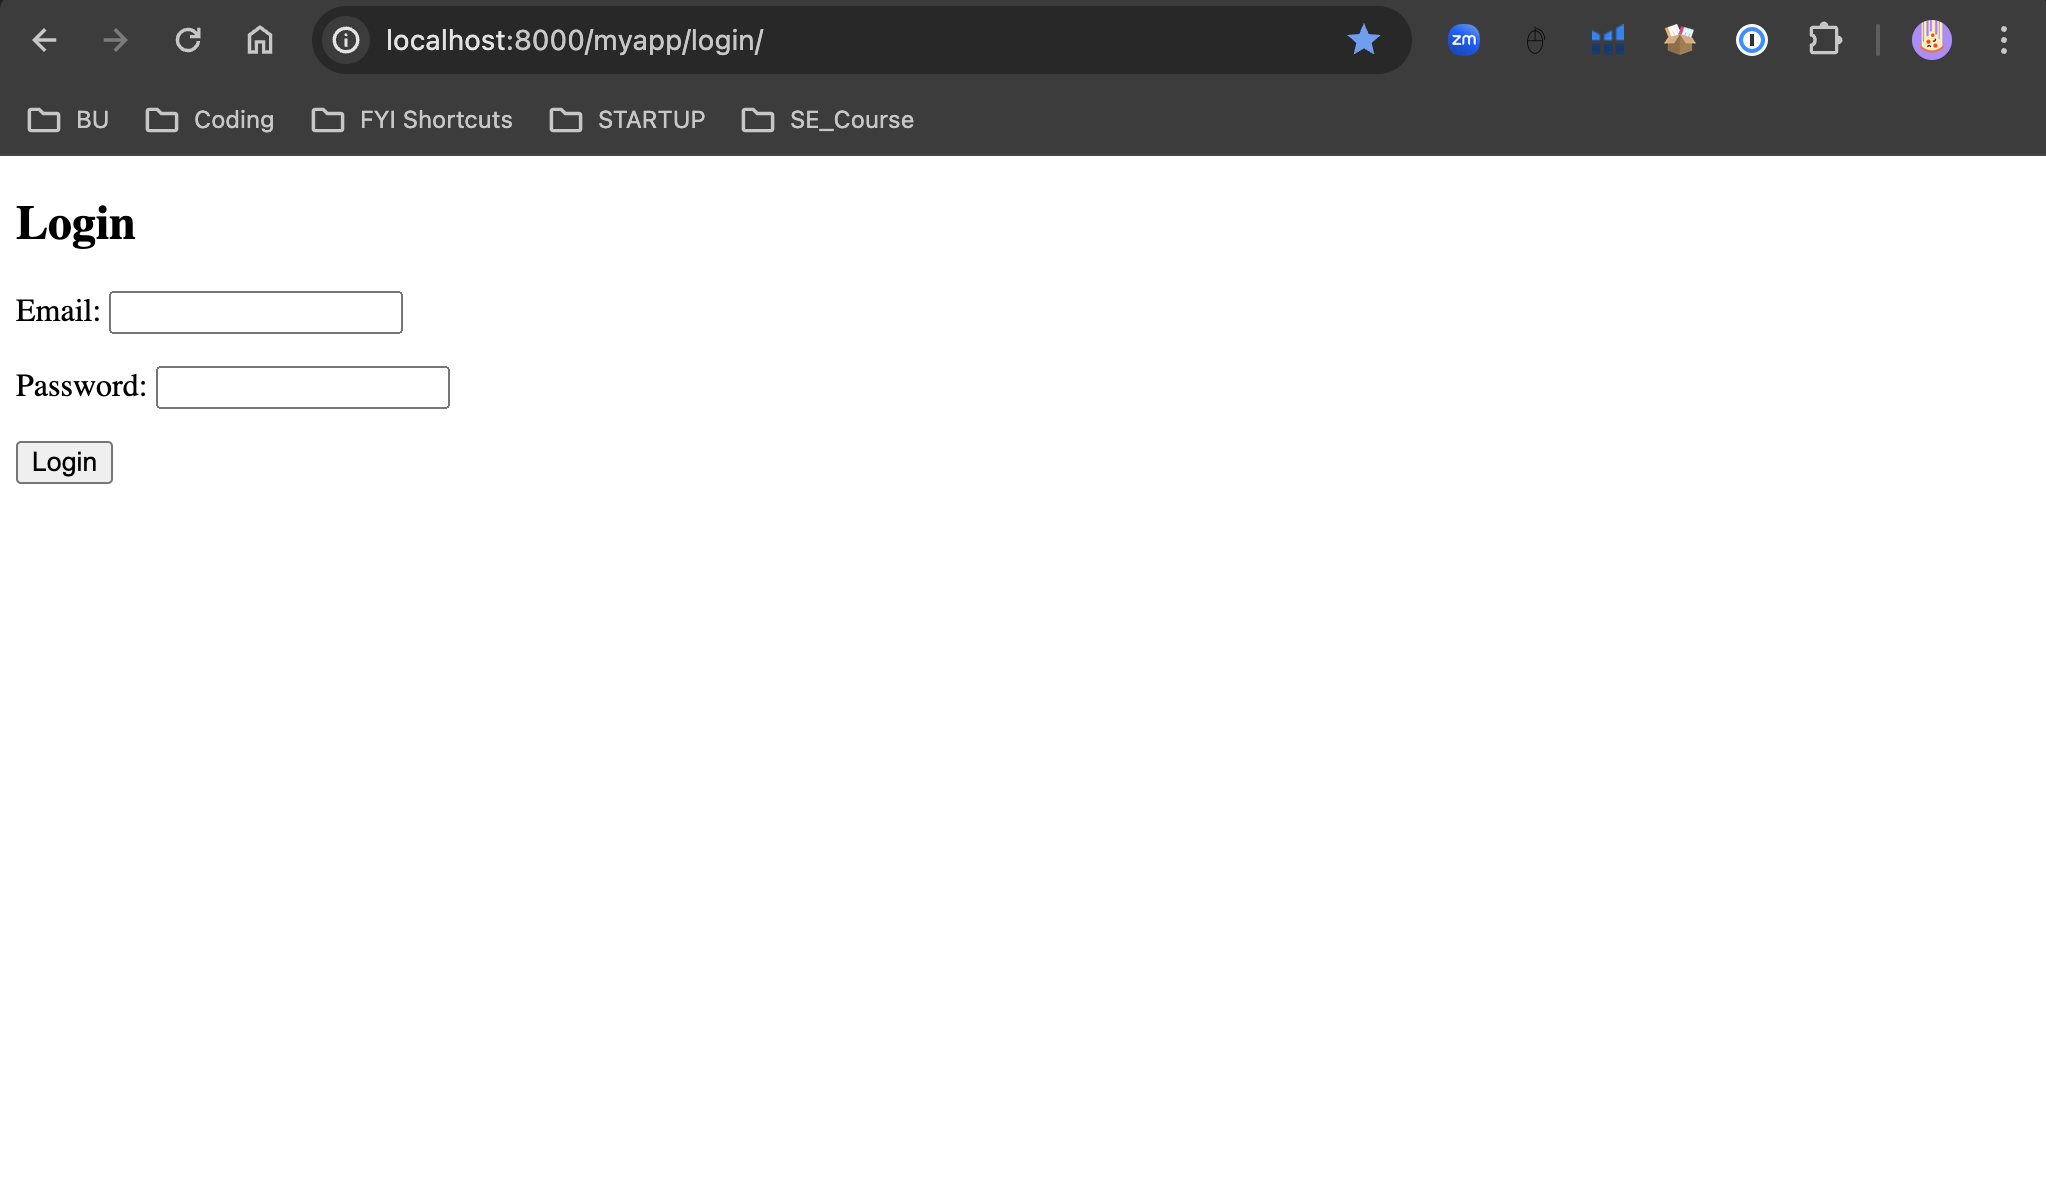 localhost:8000/myapp/login/
zm
BU Coding FYI Shortcuts STARTUP SE_Course
Login
Email:
Password:
Login